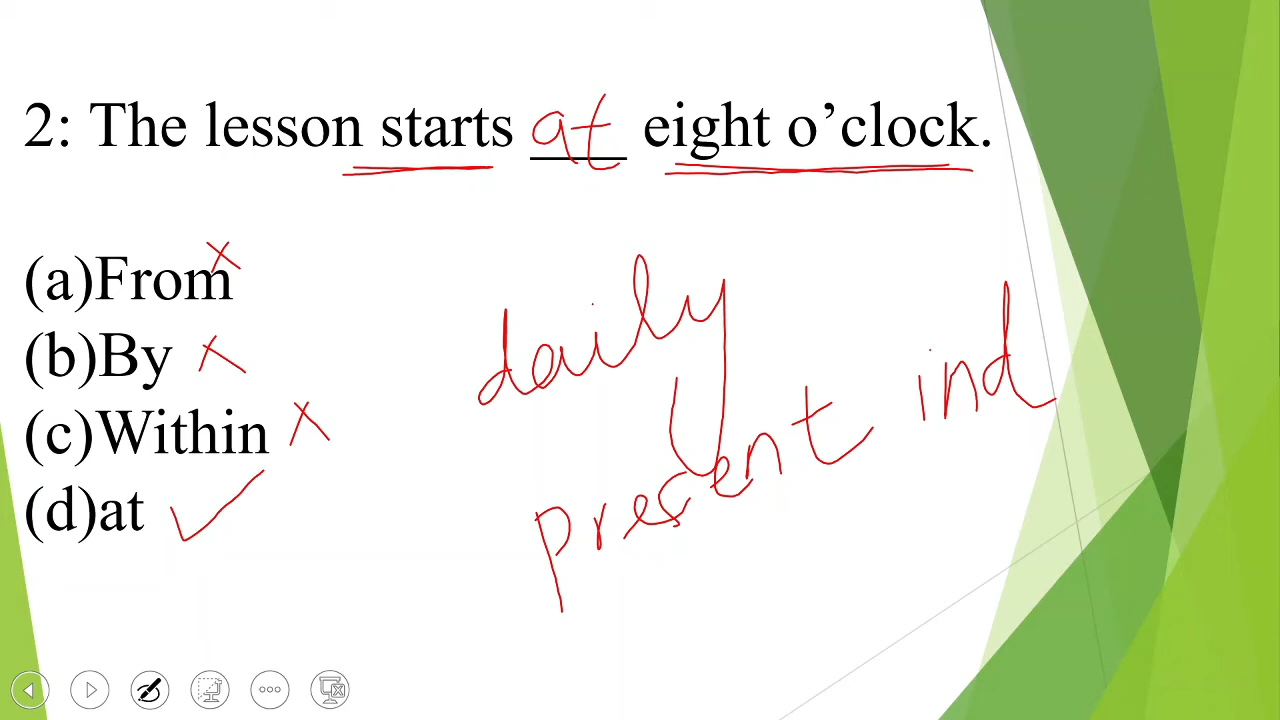 2: The lesson starts at eight o’clock.
(a)From
(b)By
(c)Within
(d)at
daily
present ind